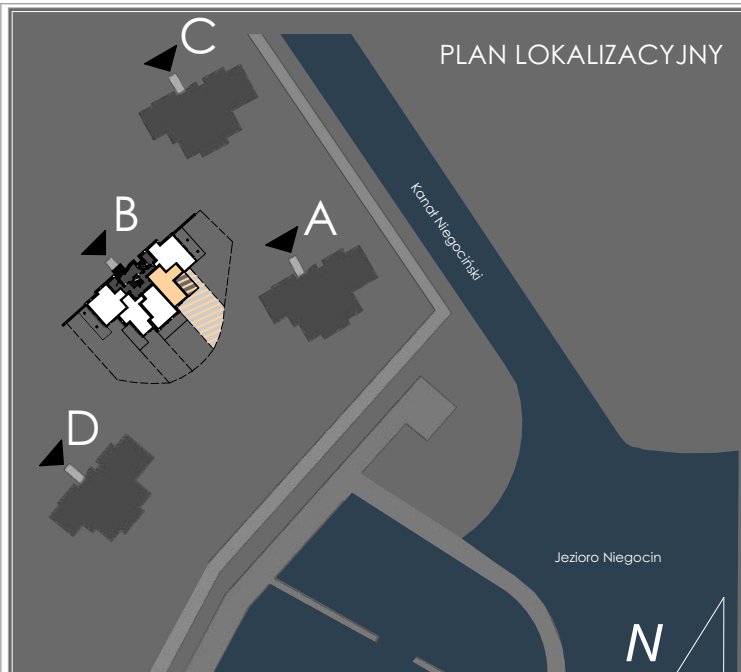 PLAN LOKALIZACYJNY
C
B
A
Kanał Niegociński
D
Jezioro Niegocin
N